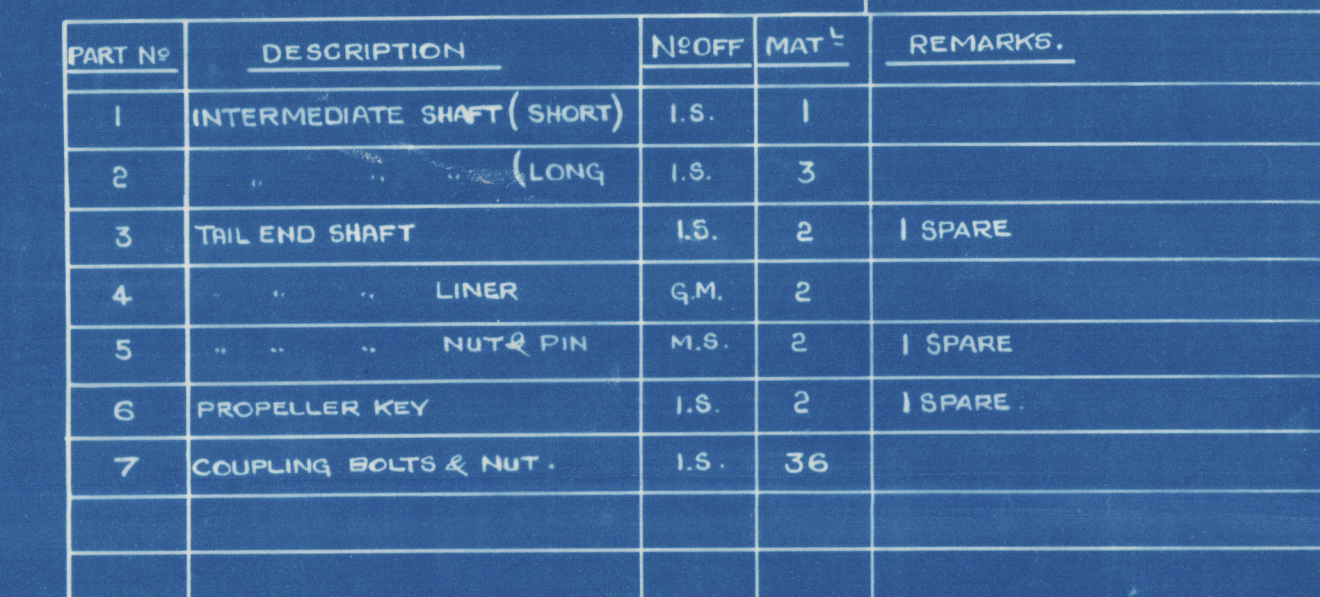 PART Nº DESCRIPTION Nº OFF MATL REMARKS.
1 INTERMEDIATE SHAFT (SHORT) I.S. 1
2 " " " (LONG I.S. 3
3 TAIL END SHAFT I.S. 2 1 SPARE
4 " " " LINER G.M. 2
5 " " " NUT & PIN M.S. 2 1 SPARE
6 PROPELLER KEY I.S. 2 1 SPARE.
7 COUPLING BOLTS & NUT. I.S. 36